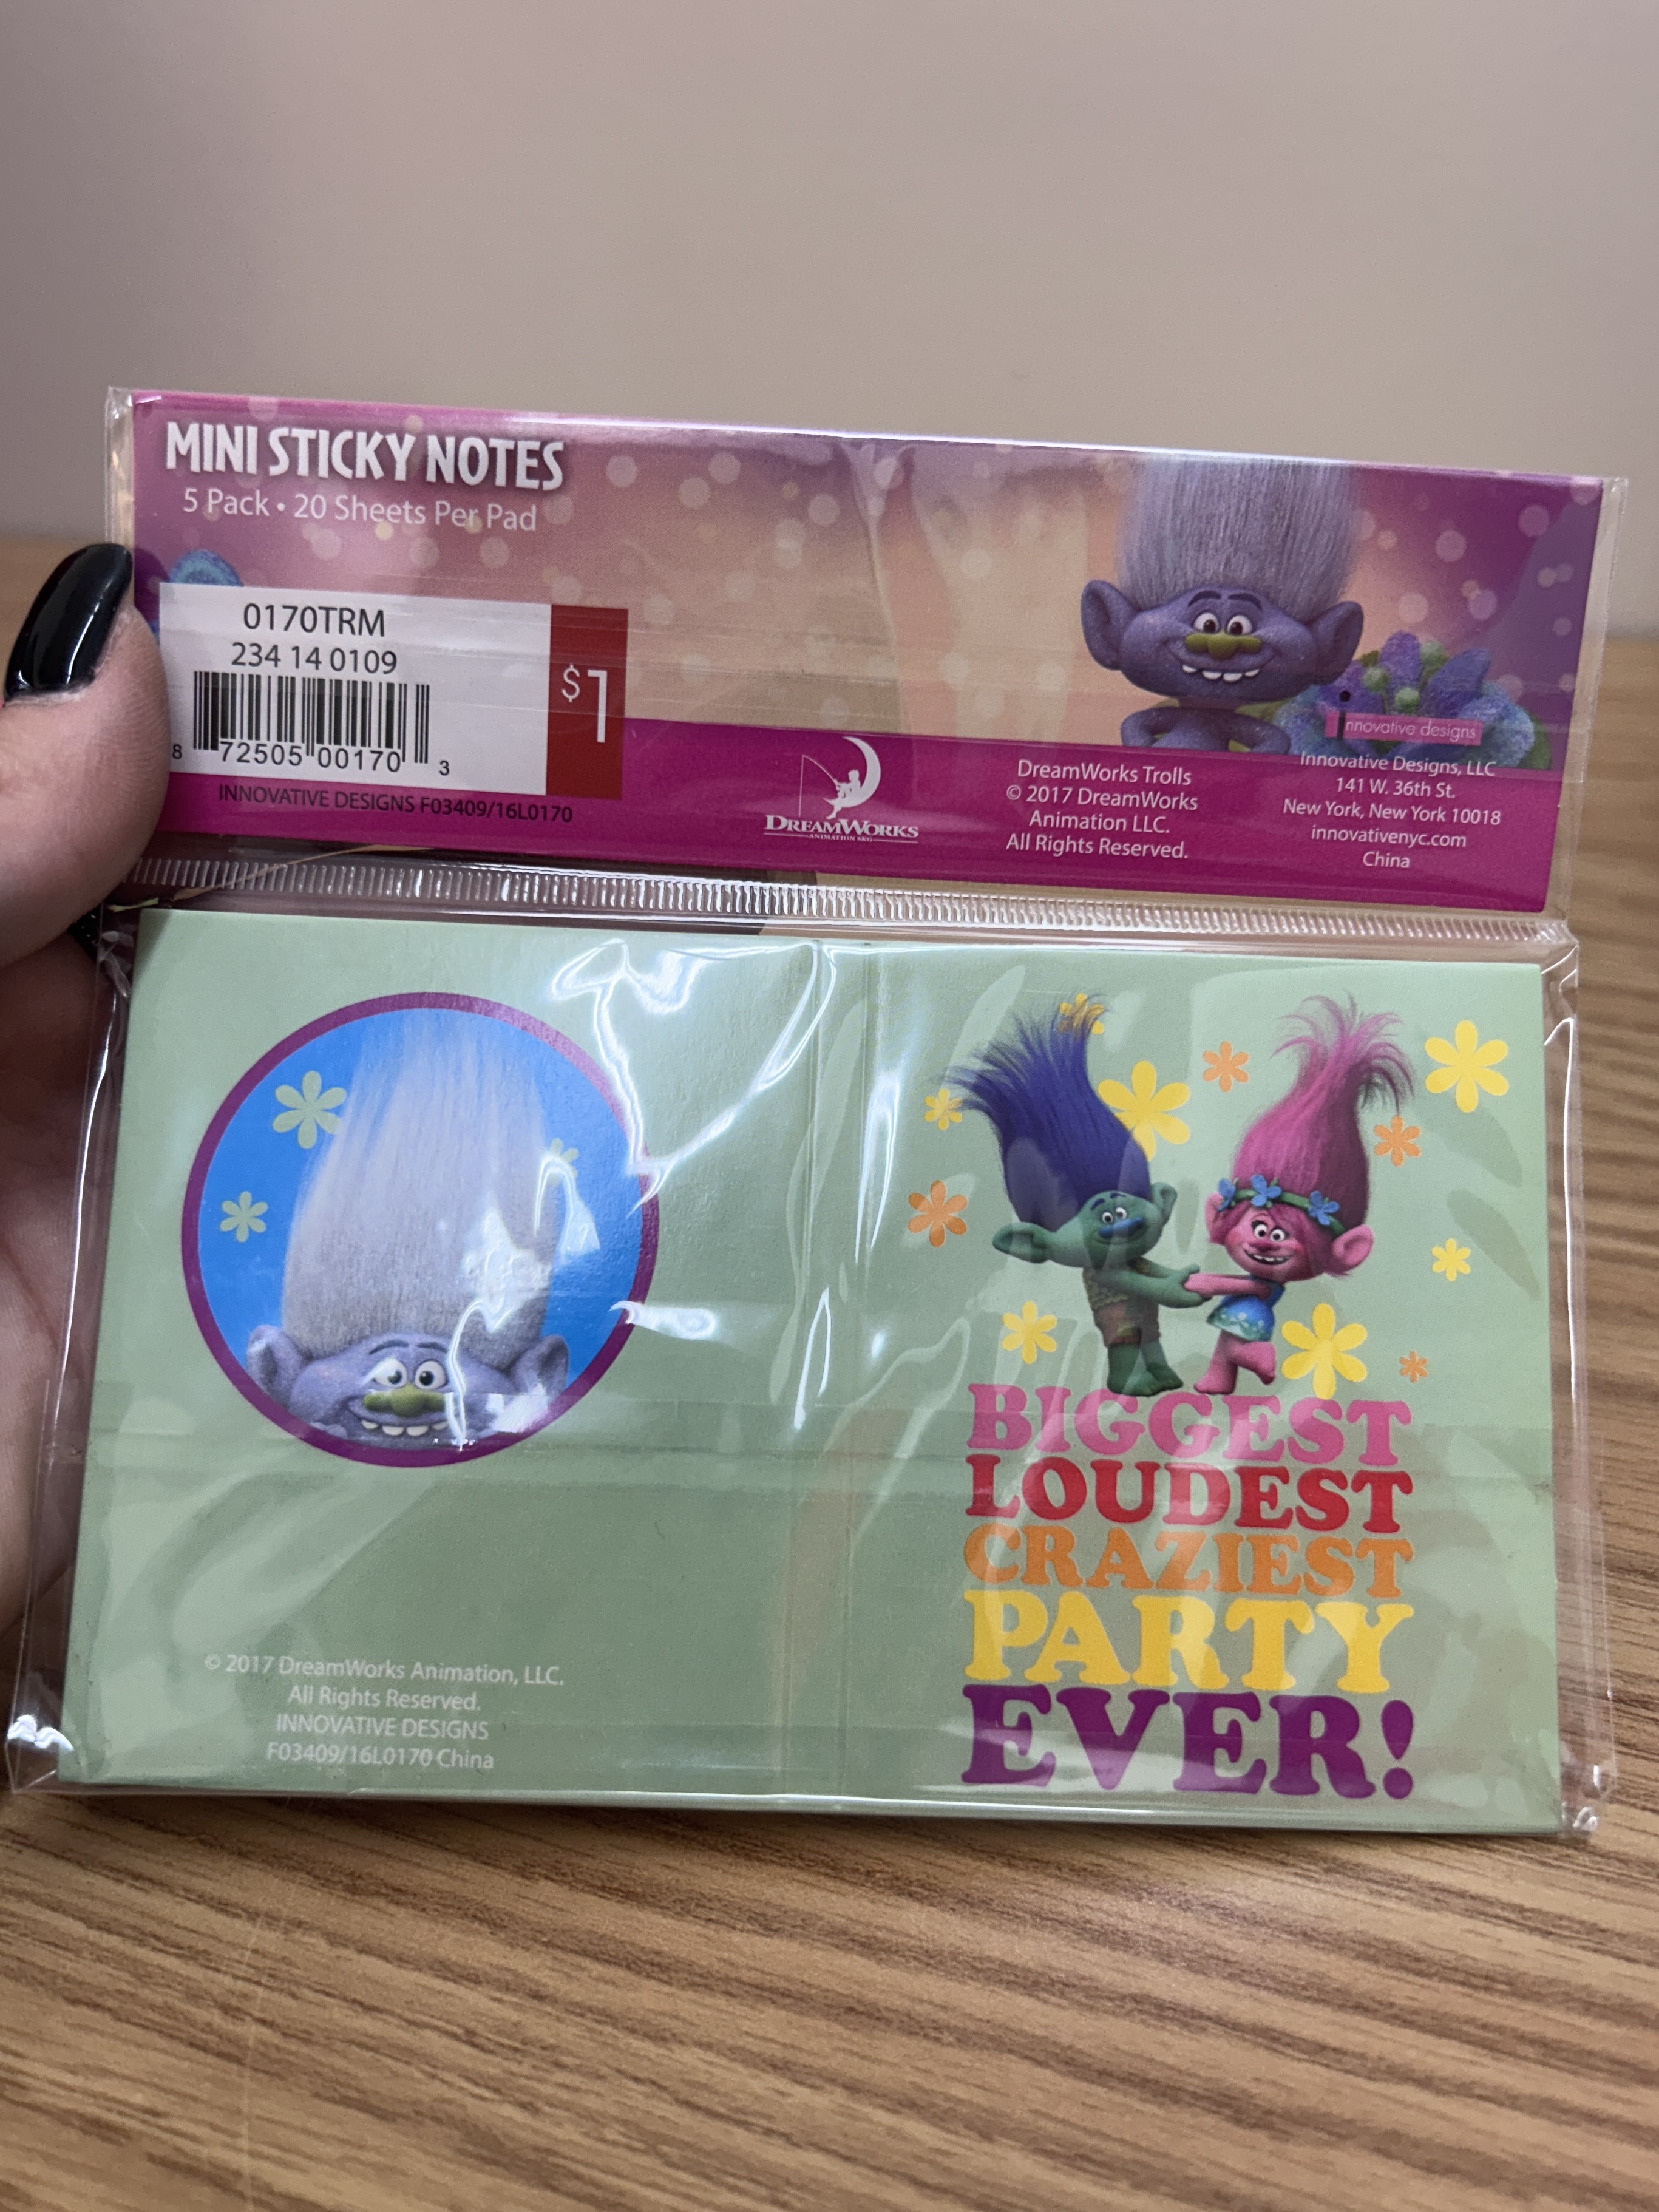 MINI STICKY NOTES
5 Pack • 20 Sheets Per Pad
0170TRM
234 14 0109
8 72505 00170 3
$1
INNOVATIVE DESIGNS F03409/16L0170
DREAMWORKS
ANIMATION SKG
DreamWorks Trolls
© 2017 DreamWorks
Animation LLC.
All Rights Reserved.
innovative designs
Innovative Designs, LLC
141 W. 36th St.
New York, New York 10018
innovativenyc.com
China
© 2017 DreamWorks Animation, LLC.
All Rights Reserved.
INNOVATIVE DESIGNS
F03409/16L0170 China
BIGGEST
LOUDEST
CRAZIEST
PARTY
EVER!